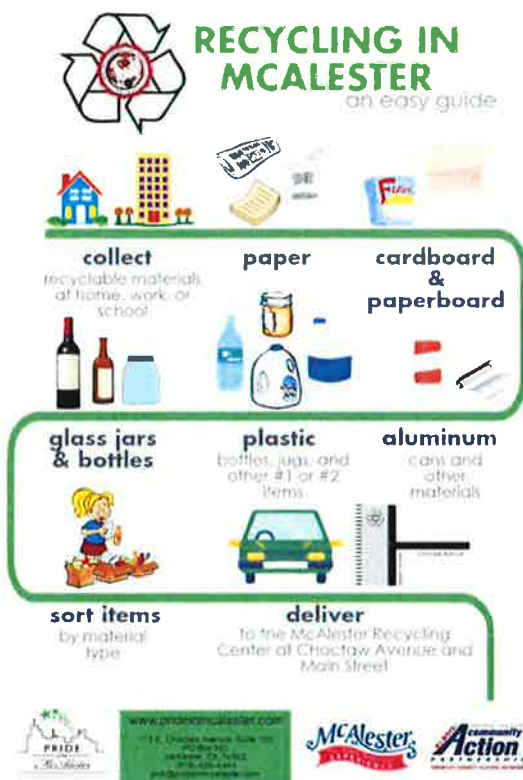 RECYCLING IN
MCALESTER
an easy guide
collect
recyclable materials
at home, work, or
school
paper
cardboard
&
paperboard
glass jars
& bottles
plastic
bottles, jugs, and
other #1 or #2
items
aluminum
cans and
other
materials
sort items
by material
type
deliver
to the McAlester Recycling
Center at Choctaw Avenue and
Main Street
PRIDE
McAlester
www.prideinmcalester.com
McAlester
community
Action